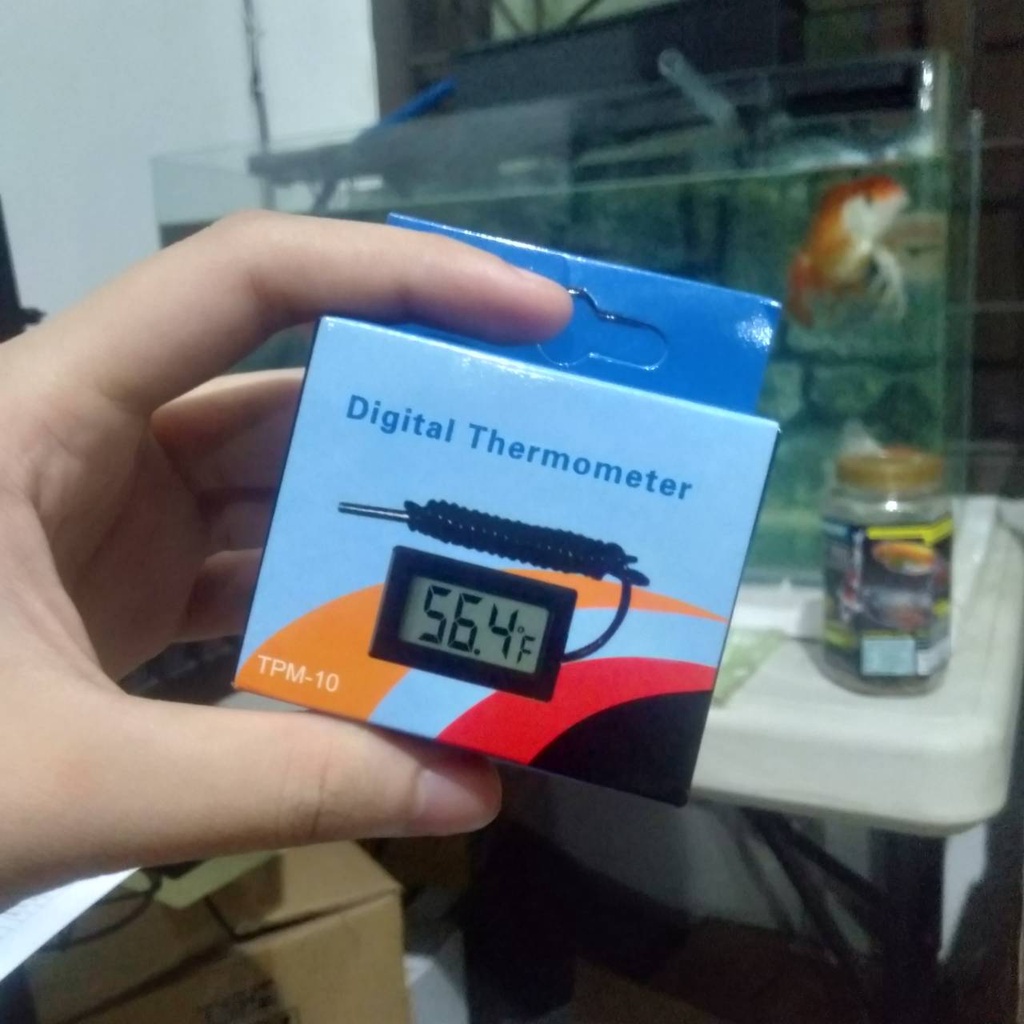 Digital Thermometer
56.4°F
TPM-10